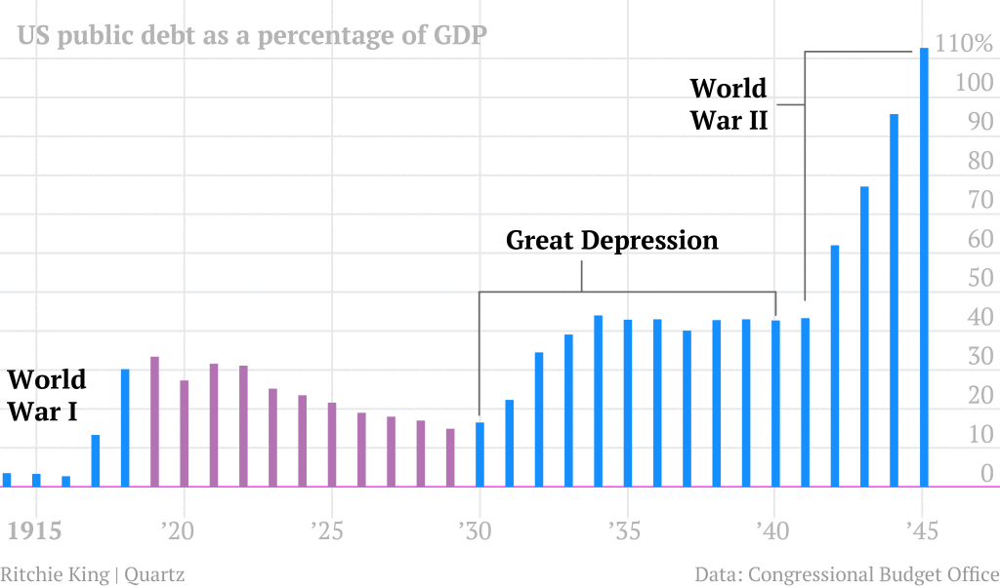 US public debt as a percentage of GDP
110%
World
War II
100
90
80
70
Great Depression
60
50
40
World
War I
30
20
10
0
1915 ’20 ’25 ’30 ’35 ’40 ’45
Ritchie King | Quartz
Data: Congressional Budget Office